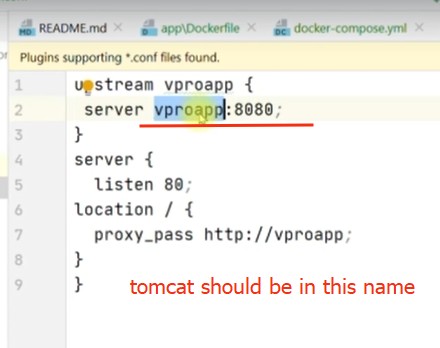 README.md app\Dockerfile docker-compose.yml
Plugins supporting *.conf files found.
1 upstream vproapp {
2 server vproapp:8080;
3 }
4 server {
5 listen 80;
6 location / {
7 proxy_pass http://vproapp;
8 }
9 }
tomcat should be in this name